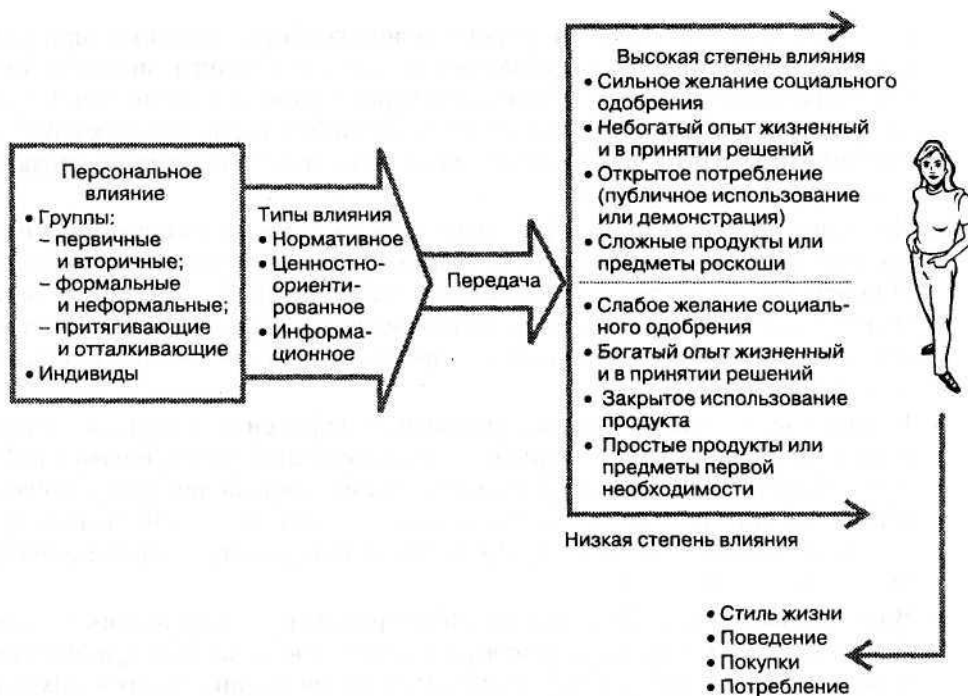 Персональное
влияние
• Группы:
– первичные
и вторичные;
– формальные
и неформальные;
– притягивающие
и отталкивающие
• Индивиды
Типы влияния
• Нормативное
• Ценностно-
ориенти-
рованное
• Информа-
ционное
Передача
Высокая степень влияния
• Сильное желание социального
одобрения
• Небогатый опыт жизненный
и в принятии решений
• Открытое потребление
(публичное использование
или демонстрация)
• Сложные продукты или
предметы роскоши
• Слабое желание социаль-
ного одобрения
• Богатый опыт жизненный
и в принятии решений
• Закрытое использование
продукта
• Простые продукты или
предметы первой
необходимости
Низкая степень влияния
• Стиль жизни
• Поведение
• Покупки
• Потребление